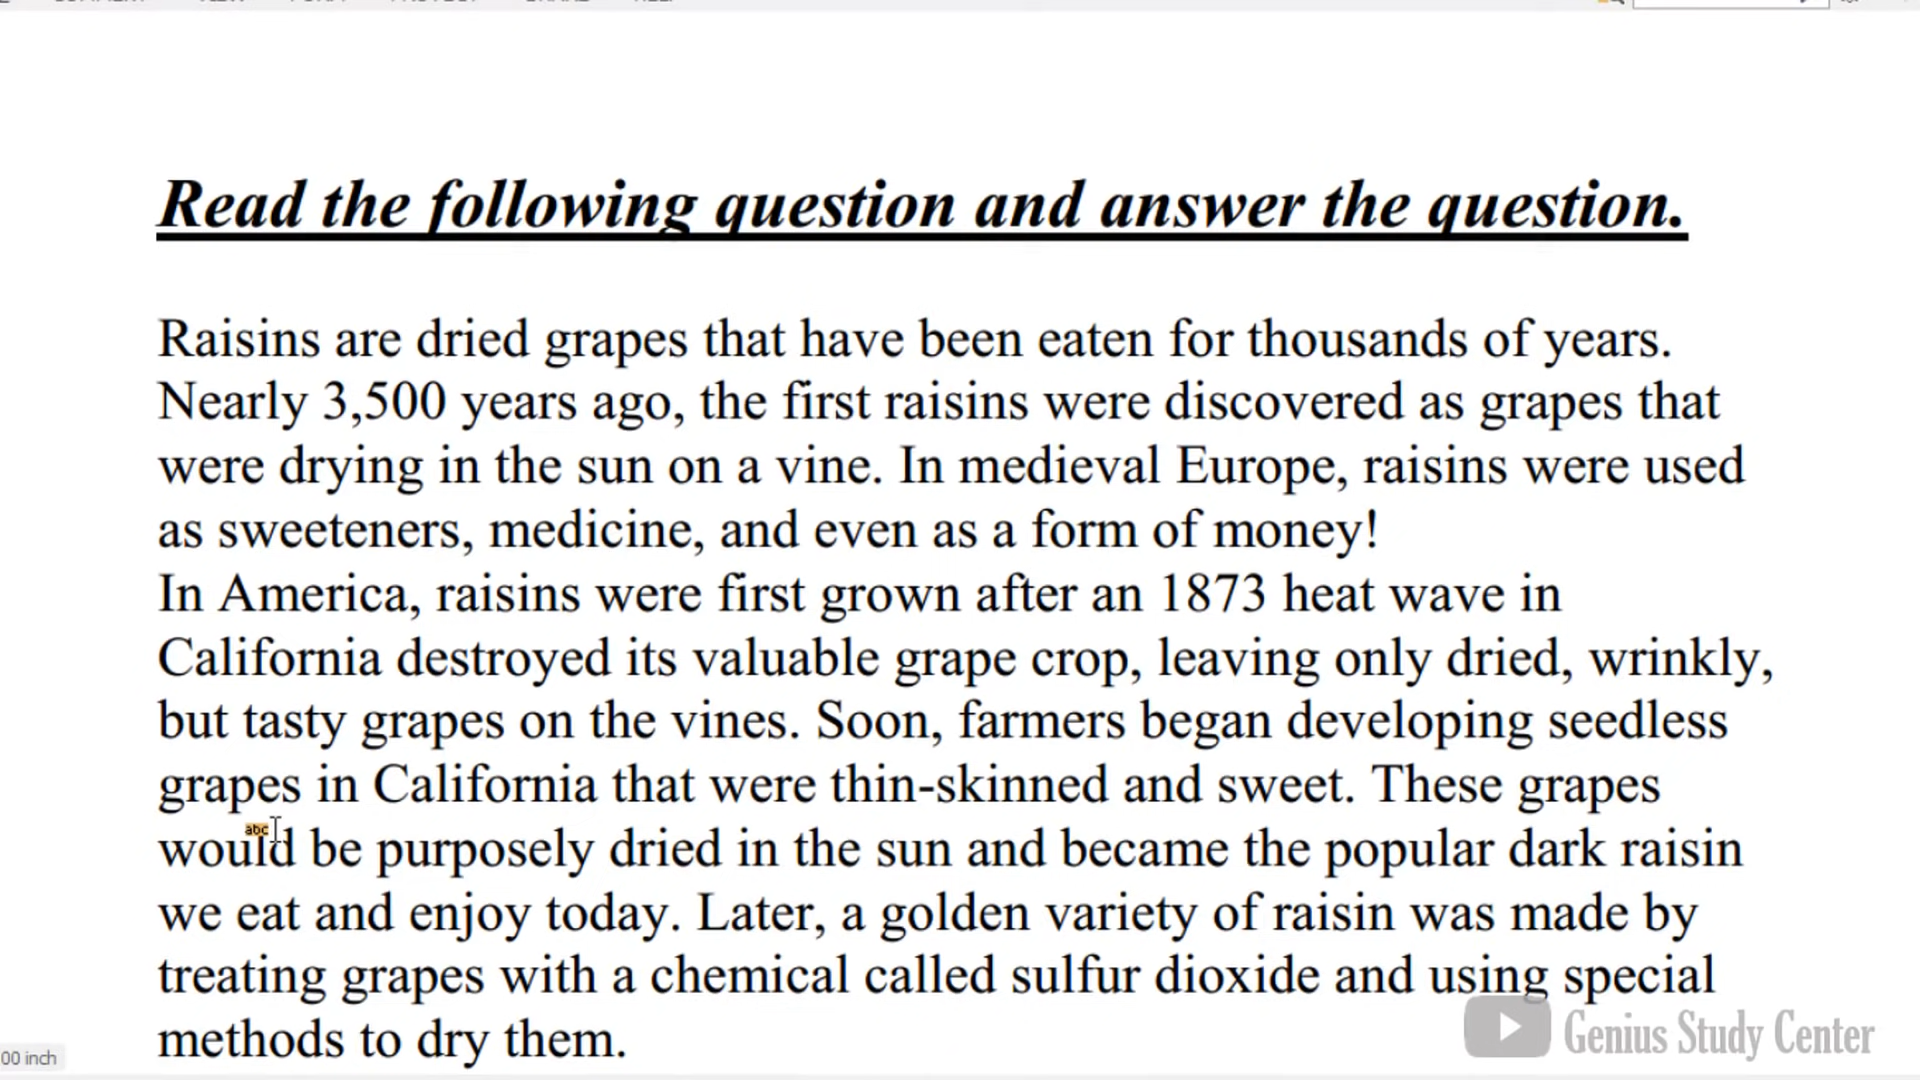 Read the following question and answer the question.
Raisins are dried grapes that have been eaten for thousands of years.
Nearly 3,500 years ago, the first raisins were discovered as grapes that
were drying in the sun on a vine. In medieval Europe, raisins were used
as sweeteners, medicine, and even as a form of money!
In America, raisins were first grown after an 1873 heat wave in
California destroyed its valuable grape crop, leaving only dried, wrinkly,
but tasty grapes on the vines. Soon, farmers began developing seedless
grapes in California that were thin-skinned and sweet. These grapes
abc
would be purposely dried in the sun and became the popular dark raisin
we eat and enjoy today. Later, a golden variety of raisin was made by
treating grapes with a chemical called sulfur dioxide and using special
methods to dry them.
Genius Study Center
00 inch